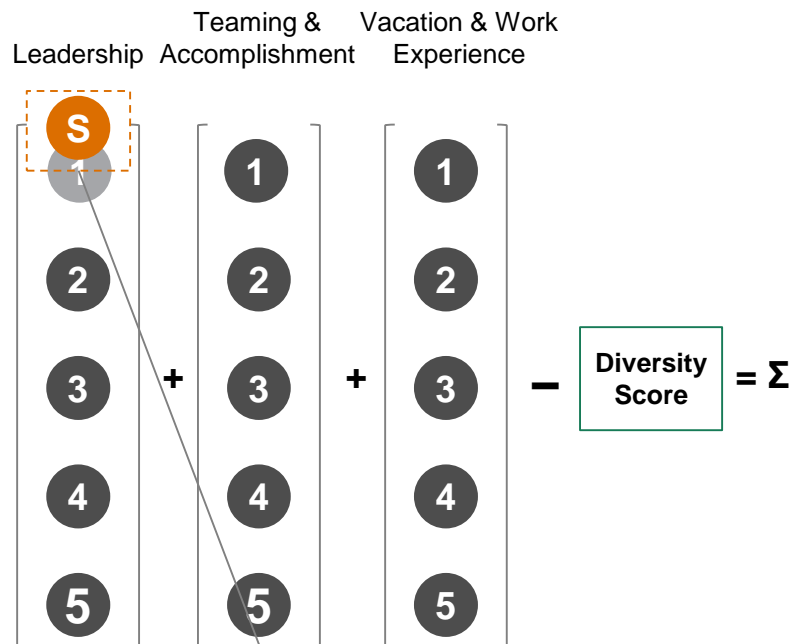 Leadership
Teaming &
Accomplishment
Vacation & Work
Experience
S
1 1 1
2 2 2
3 + 3 + 3 – Diversity Score = Σ
4 4 4
5 5 5